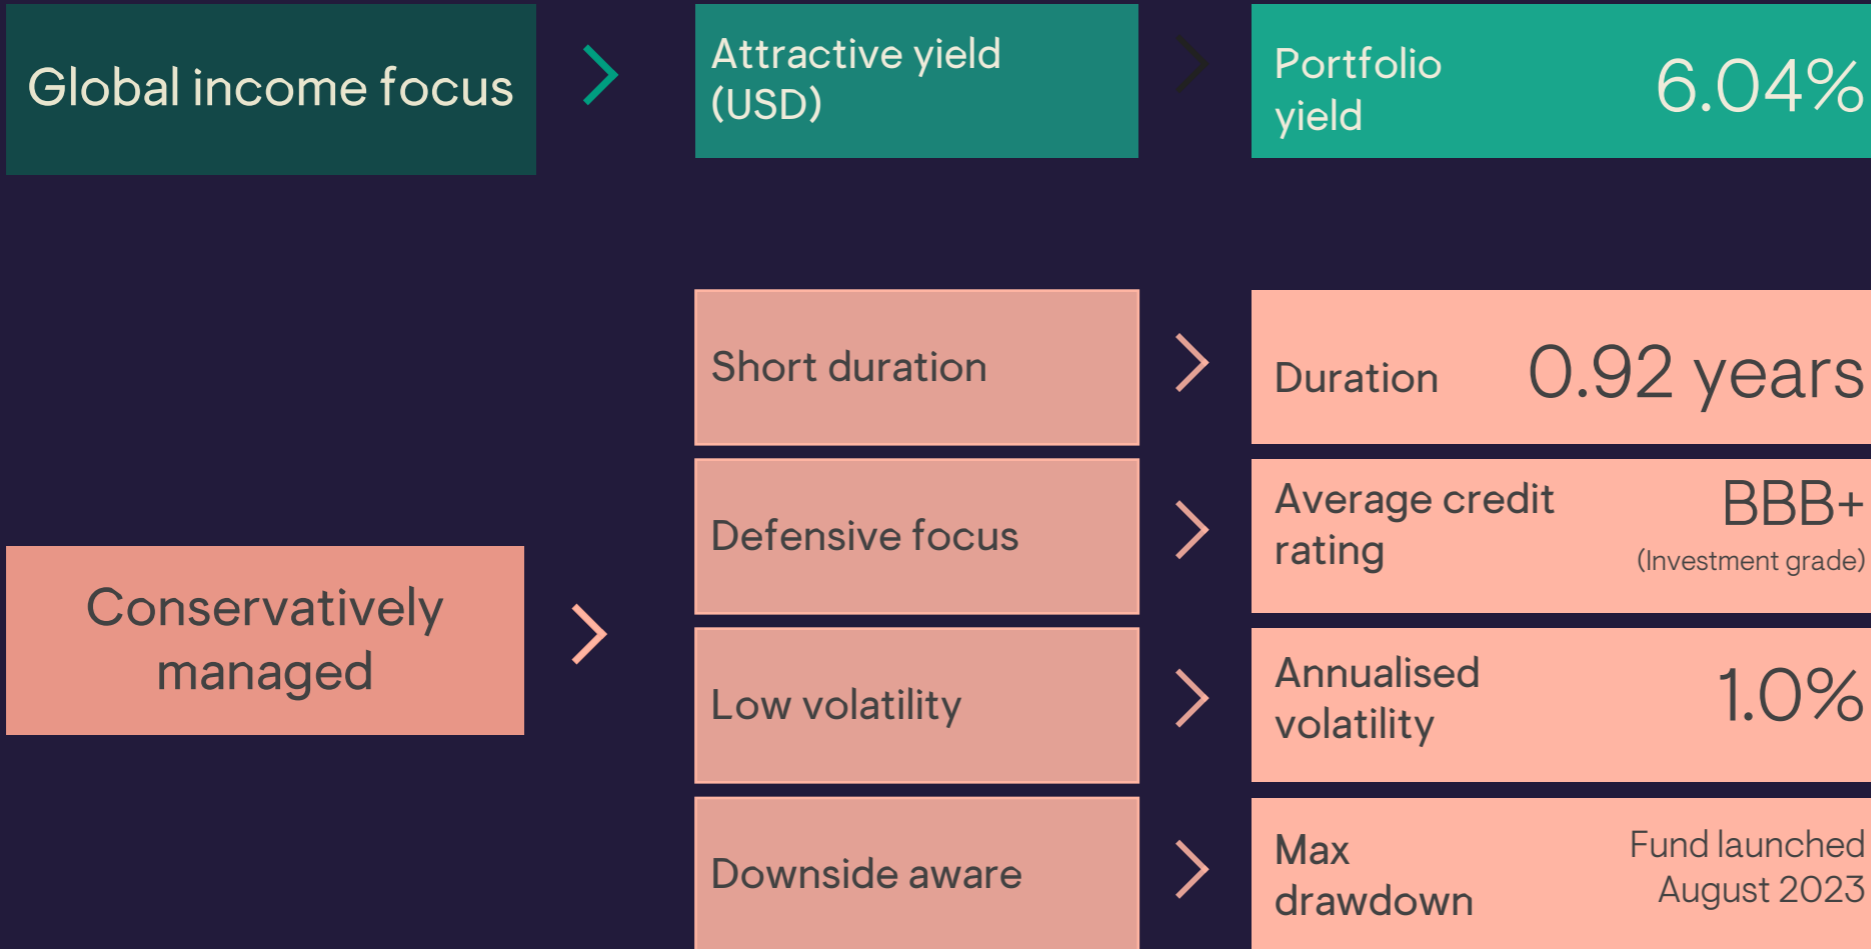 Global income focus
Attractive yield
(USD)
Portfolio
yield
6.04%
Short duration
Duration
0.92 years
Conservatively
managed
Defensive focus
Average credit
rating
BBB+
(Investment grade)
Low volatility
Annualised
volatility
1.0%
Downside aware
Max
drawdown
Fund launched
August 2023